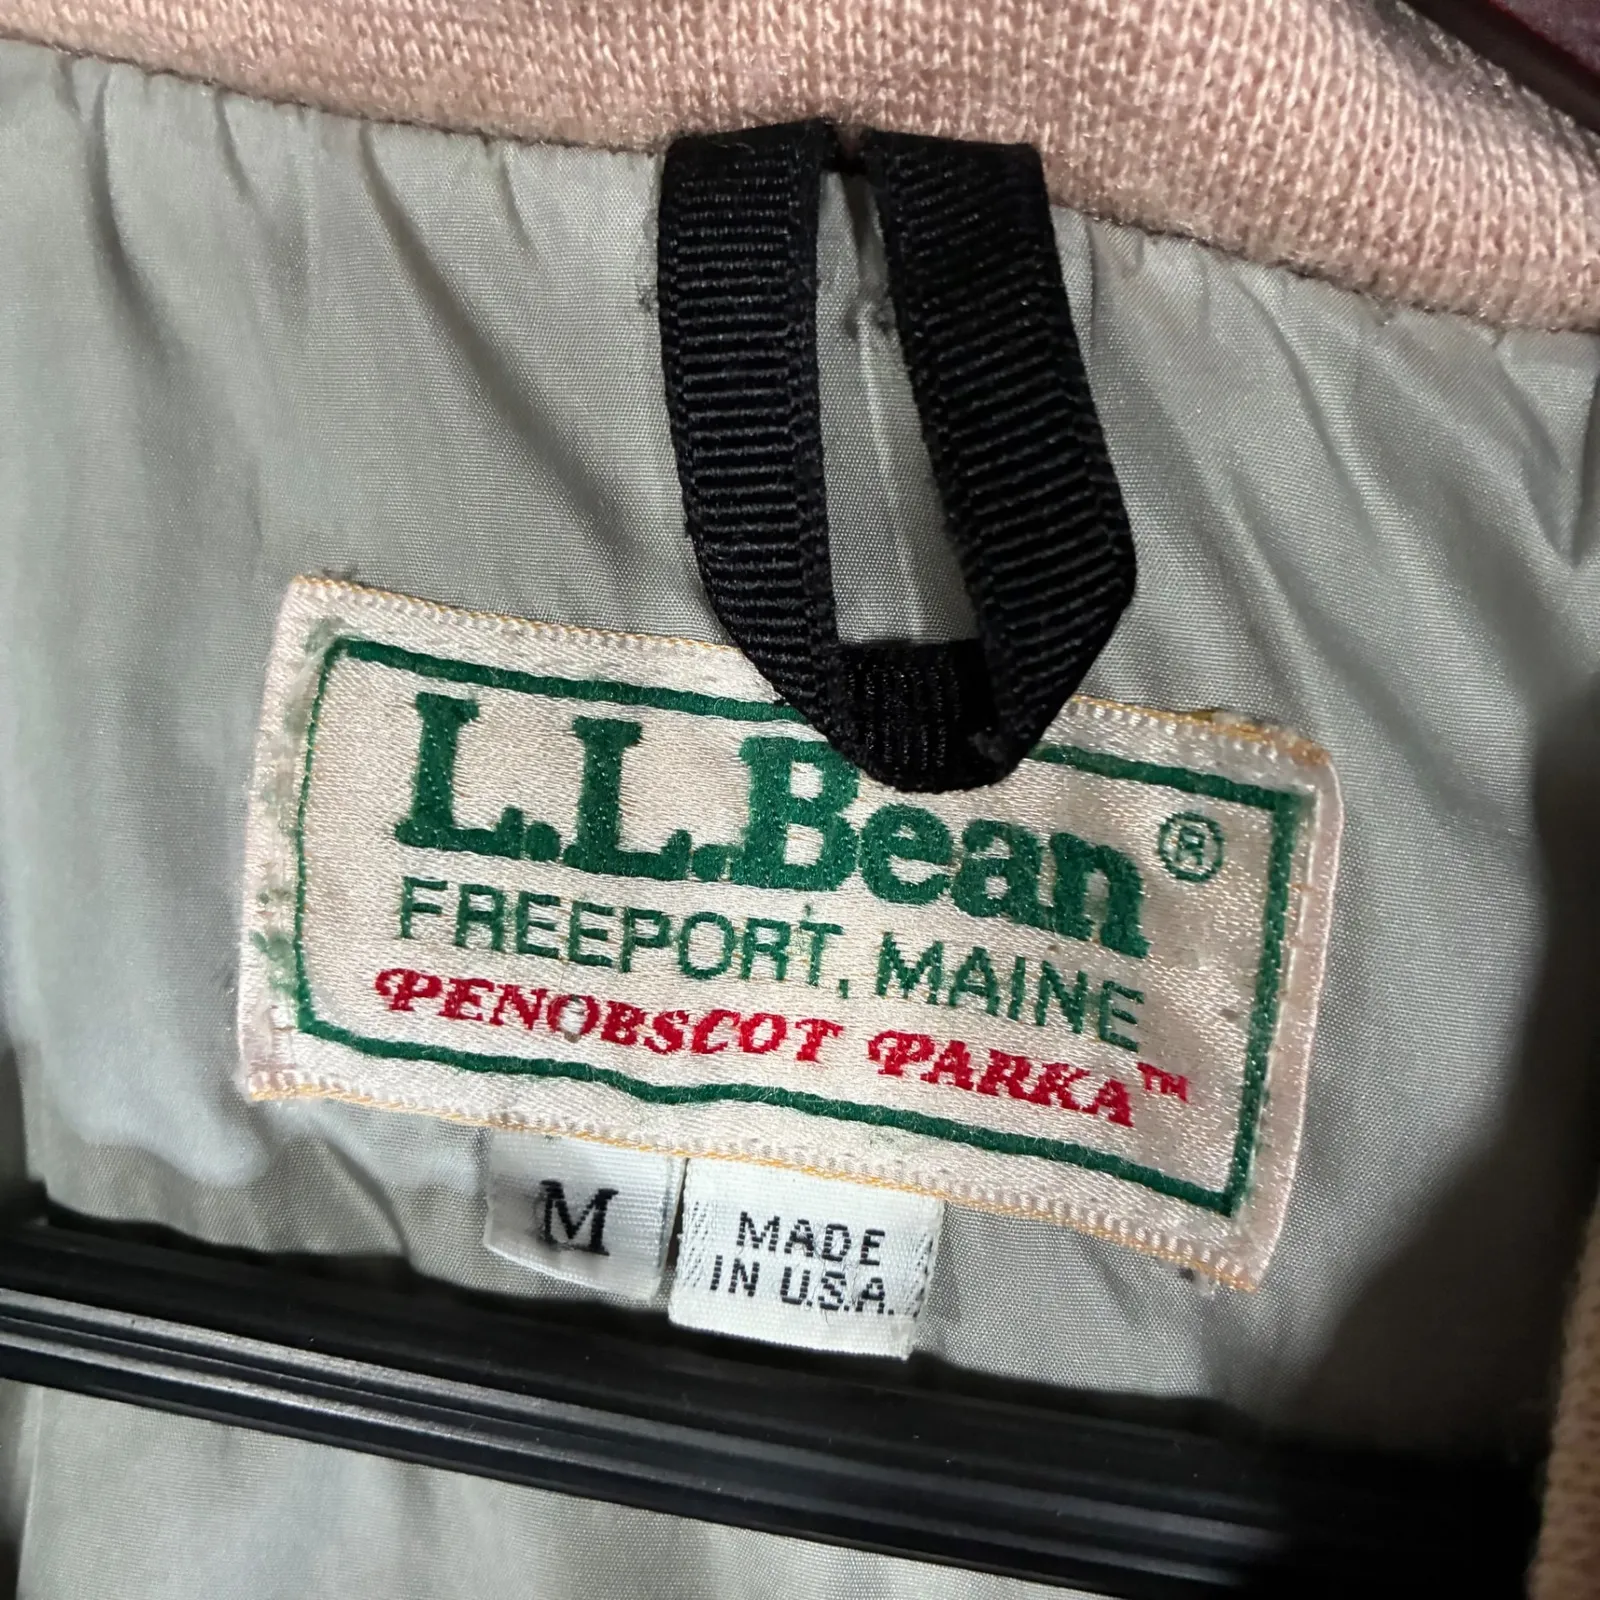 L.L.Bean®
FREEPORT, MAINE
PENOBSCOT PARKA™
M
MADE
IN U.S.A.